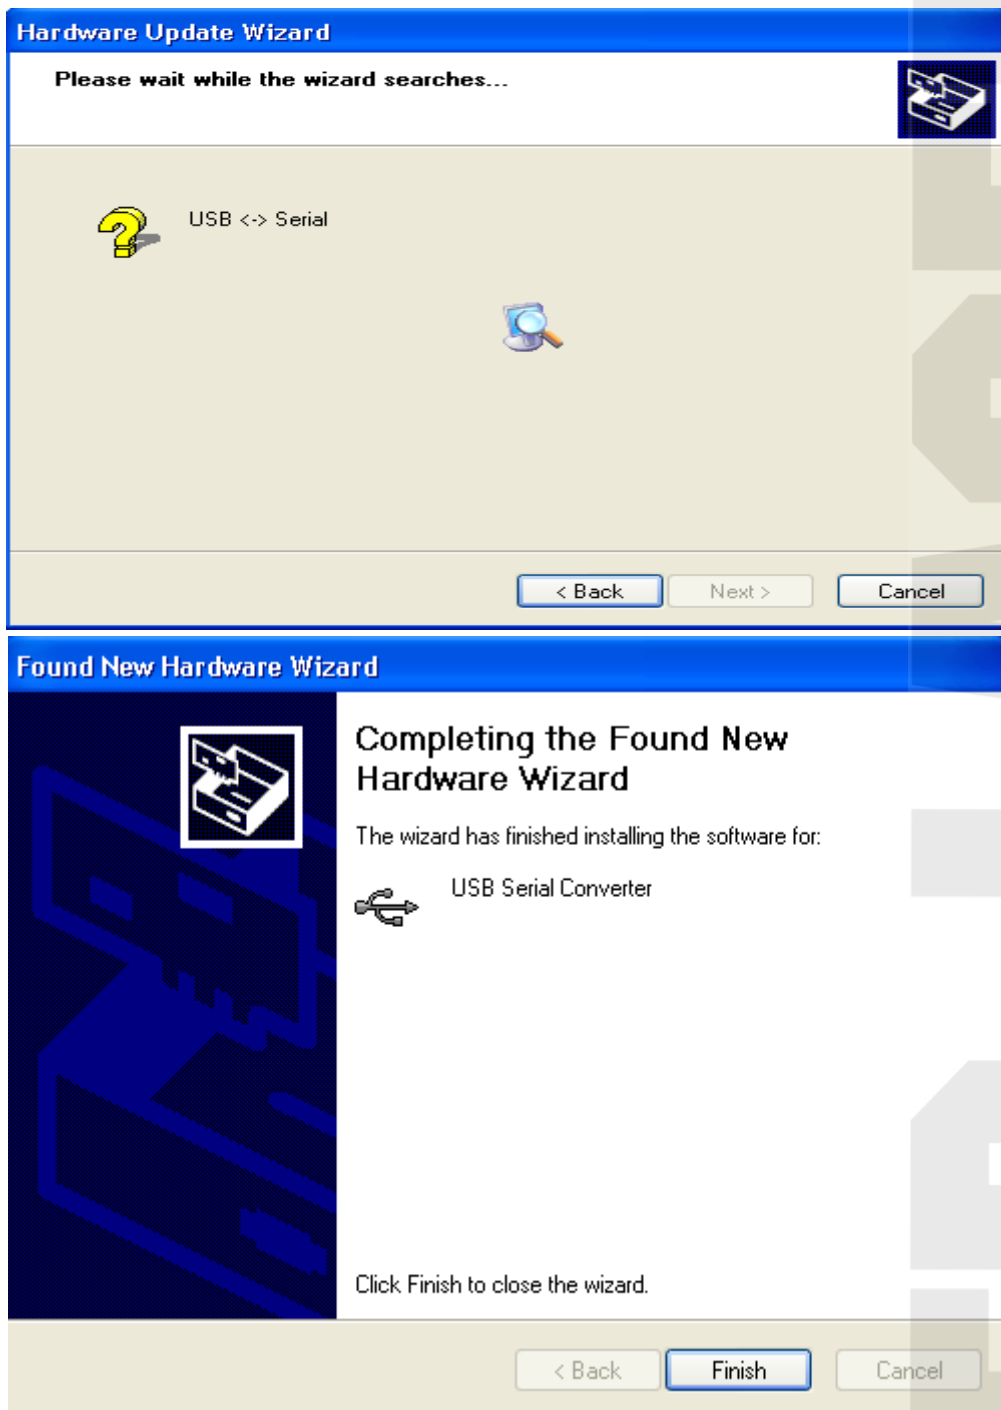 Hardware Update Wizard
Please wait while the wizard searches...
USB <-> Serial
< Back
Next >
Cancel
Found New Hardware Wizard
Completing the Found New
Hardware Wizard
The wizard has finished installing the software for:
USB Serial Converter
Click Finish to close the wizard.
< Back
Finish
Cancel